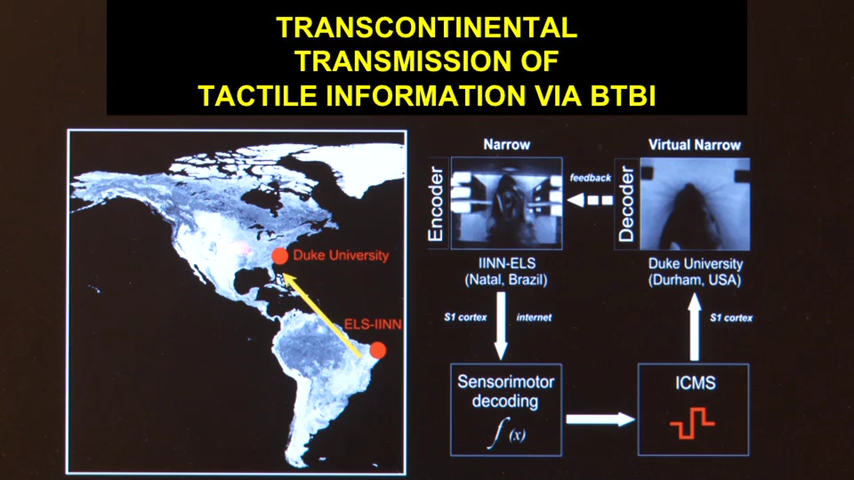 TRANSCONTINENTAL
TRANSMISSION OF
TACTILE INFORMATION VIA BTBI
Duke University
ELS-IINN
Narrow
Virtual Narrow
Encoder
feedback
Decoder
IINN-ELS
(Natal, Brazil)
Duke University
(Durham, USA)
S1 cortex
internet
S1 cortex
Sensorimotor
decoding
∫ (x)
ICMS